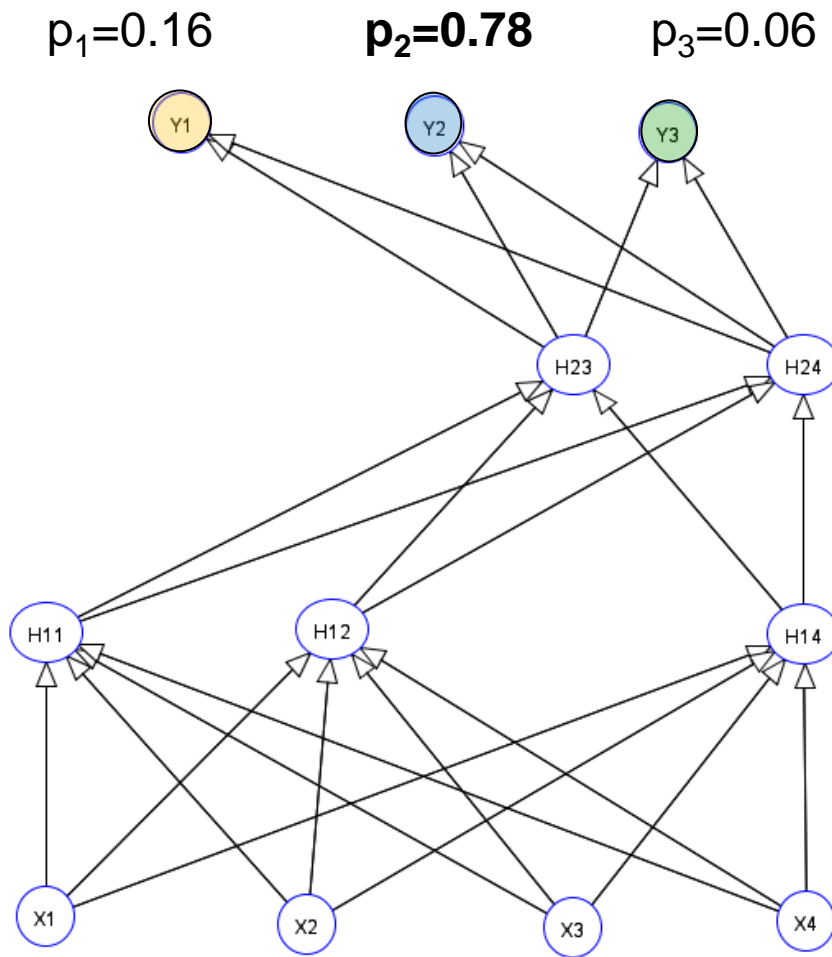 p₁=0.16 p₂=0.78 p₃=0.06
Y1 Y2 Y3
H23 H24
H11 H12 H14
X1 X2 X3 X4